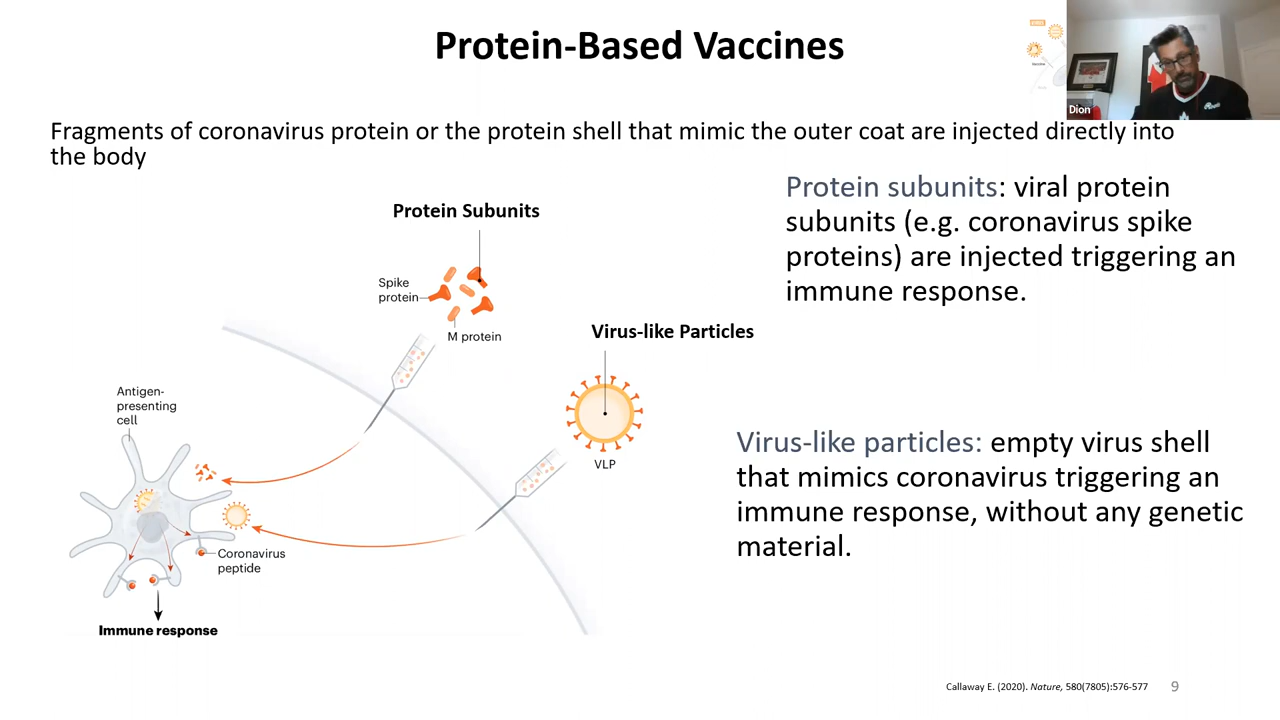 Protein-Based Vaccines
Dion
Fragments of coronavirus protein or the protein shell that mimic the outer coat are injected directly into
the body
Protein subunits: viral protein
subunits (e.g. coronavirus spike
proteins) are injected triggering an
immune response.
Protein Subunits
Spike
protein
M protein
Virus-like Particles
VLP
Antigen-
presenting
cell
Coronavirus
peptide
Immune response
Virus-like particles: empty virus shell
that mimics coronavirus triggering an
immune response, without any genetic
material.
Callaway E. (2020). Nature, 580(7805):576-577
9